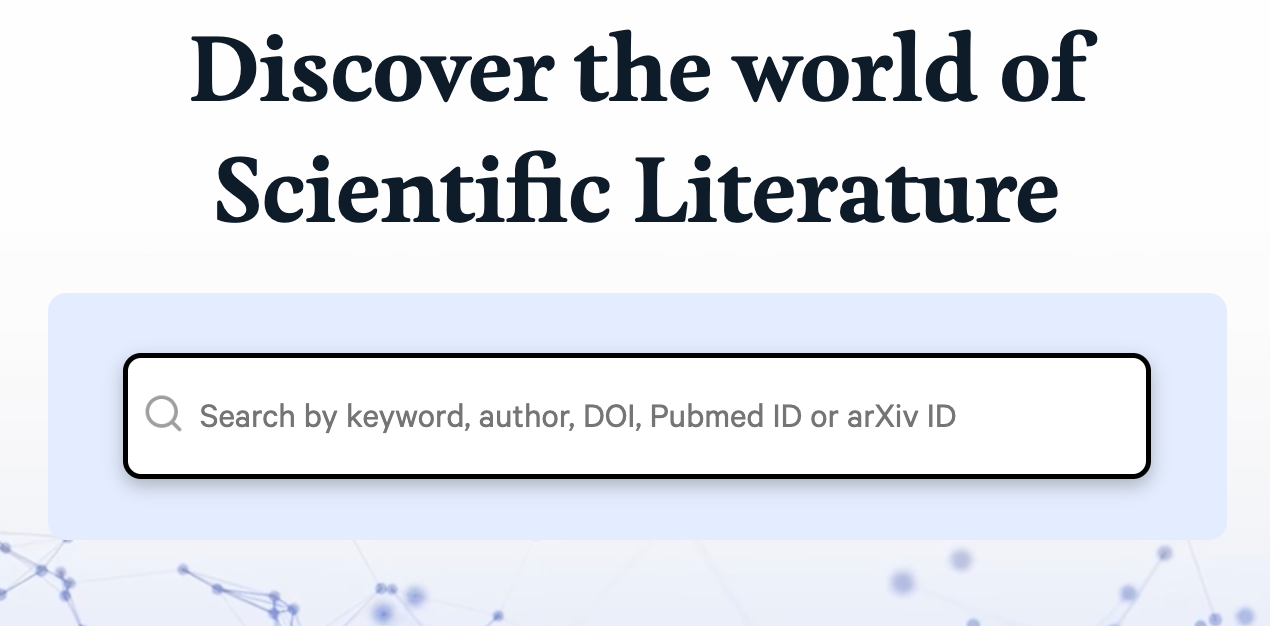 Discover the world of
Scientific Literature
Search by keyword, author, DOI, Pubmed ID or arXiv ID